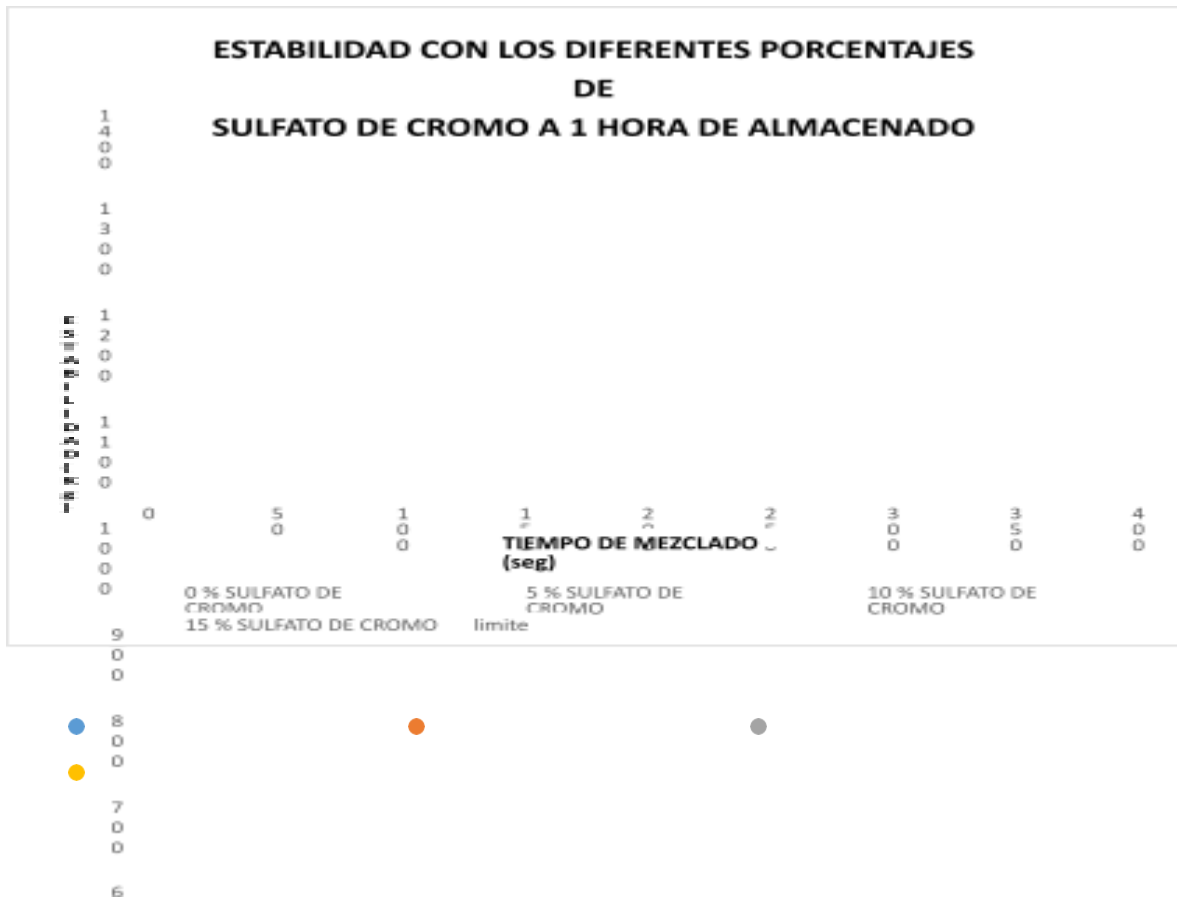 ESTABILIDAD CON LOS DIFERENTES PORCENTAJES
DE
SULFATO DE CROMO A 1 HORA DE ALMACENADO
1400
1300
1200
1100
1000
900
800
700
6
0
50
100
300
350
400
TIEMPO DE MEZCLADO
(seg)
0 % SULFATO DE
CROMO
5 % SULFATO DE
CROMO
10 % SULFATO DE
CROMO
15 % SULFATO DE CROMO limite